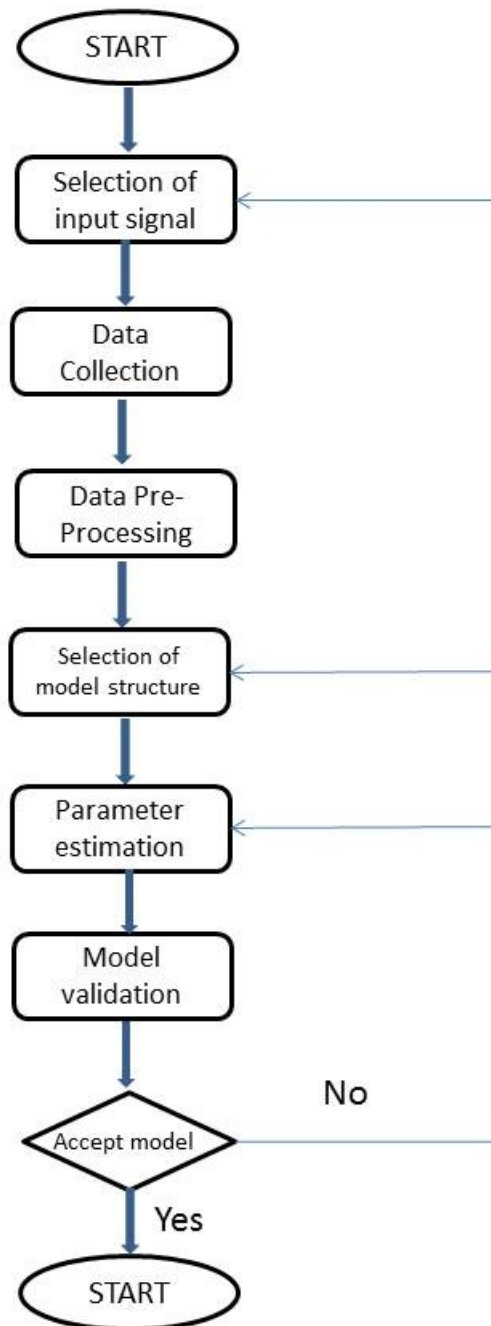 START
Selection of
input signal
Data
Collection
Data Pre-
Processing
Selection of
model structure
Parameter
estimation
Model
validation
No
Accept model
Yes
START